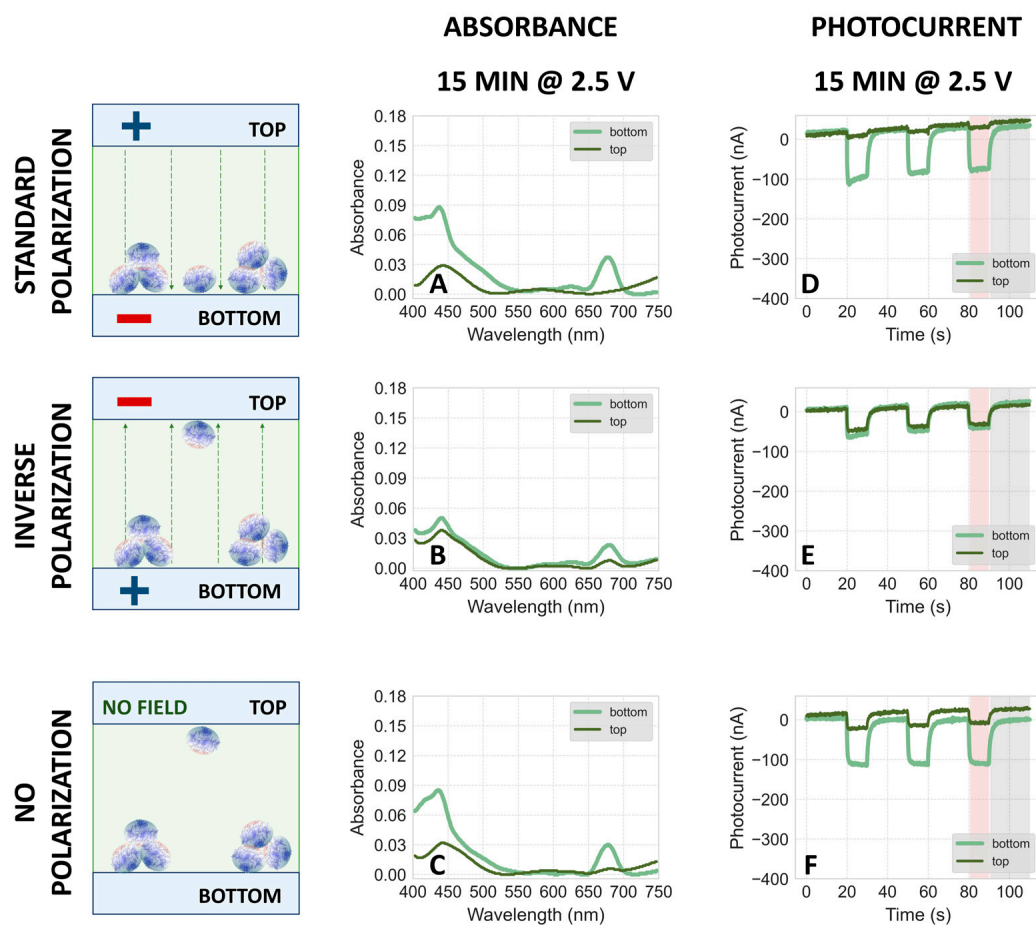 ABSORBANCE
PHOTOCURRENT
15 MIN @ 2.5 V
15 MIN @ 2.5 V
STANDARD
POLARIZATION
+
TOP
BOTTOM
Absorbance
0.18
0.15
0.12
0.09
0.06
0.03
0.00
bottom
top
A
400 450 500 550 600 650 700 750
Wavelength (nm)
Photocurrent (nA)
0
−100
−200
−300
−400
bottom
top
D
0 20 40 60 80 100
Time (s)
INVERSE
POLARIZATION
TOP
+
BOTTOM
Absorbance
0.18
0.15
0.12
0.09
0.06
0.03
0.00
bottom
top
B
400 450 500 550 600 650 700 750
Wavelength (nm)
Photocurrent (nA)
0
−100
−200
−300
−400
bottom
top
E
0 20 40 60 80 100
Time (s)
NO
POLARIZATION
NO FIELD
TOP
BOTTOM
Absorbance
0.18
0.15
0.12
0.09
0.06
0.03
0.00
bottom
top
C
400 450 500 550 600 650 700 750
Wavelength (nm)
Photocurrent (nA)
0
−100
−200
−300
−400
bottom
top
F
0 20 40 60 80 100
Time (s)